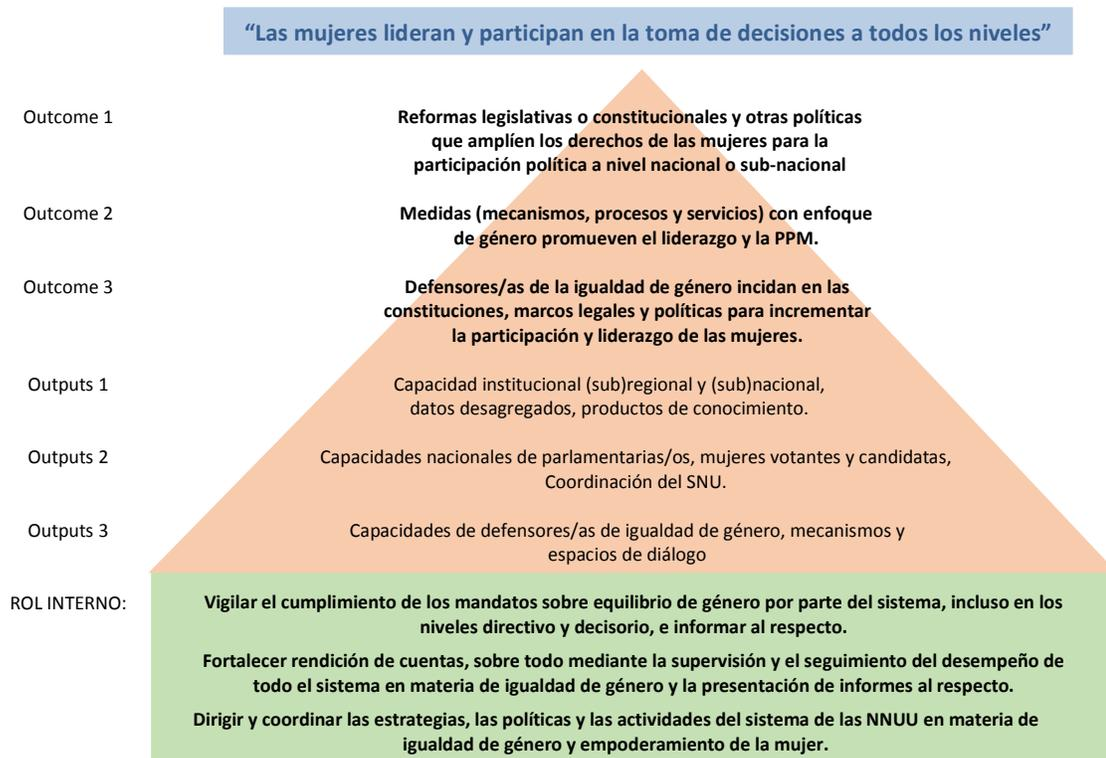 “Las mujeres lideran y participan en la toma de decisiones a todos los niveles”
Outcome 1
Reformas legislativas o constitucionales y otras políticas
que amplíen los derechos de las mujeres para la
participación política a nivel nacional o sub-nacional
Outcome 2
Medidas (mecanismos, procesos y servicios) con enfoque
de género promueven el liderazgo y la PPM.
Outcome 3
Defensores/as de la igualdad de género incidan en las
constituciones, marcos legales y políticas para incrementar
la participación y liderazgo de las mujeres.
Outputs 1
Capacidad institucional (sub)regional y (sub)nacional,
datos desagregados, productos de conocimiento.
Outputs 2
Capacidades nacionales de parlamentarias/os, mujeres votantes y candidatas,
Coordinación del SNU.
Outputs 3
Capacidades de defensores/as de igualdad de género, mecanismos y
espacios de diálogo
ROL INTERNO:
Vigilar el cumplimiento de los mandatos sobre equilibrio de género por parte del sistema, incluso en los
niveles directivo y decisorio, e informar al respecto.
Fortalecer rendición de cuentas, sobre todo mediante la supervisión y el seguimiento del desempeño de
todo el sistema en materia de igualdad de género y la presentación de informes al respecto.
Dirigir y coordinar las estrategias, las políticas y las actividades del sistema de las NNUU en materia de
igualdad de género y empoderamiento de la mujer.